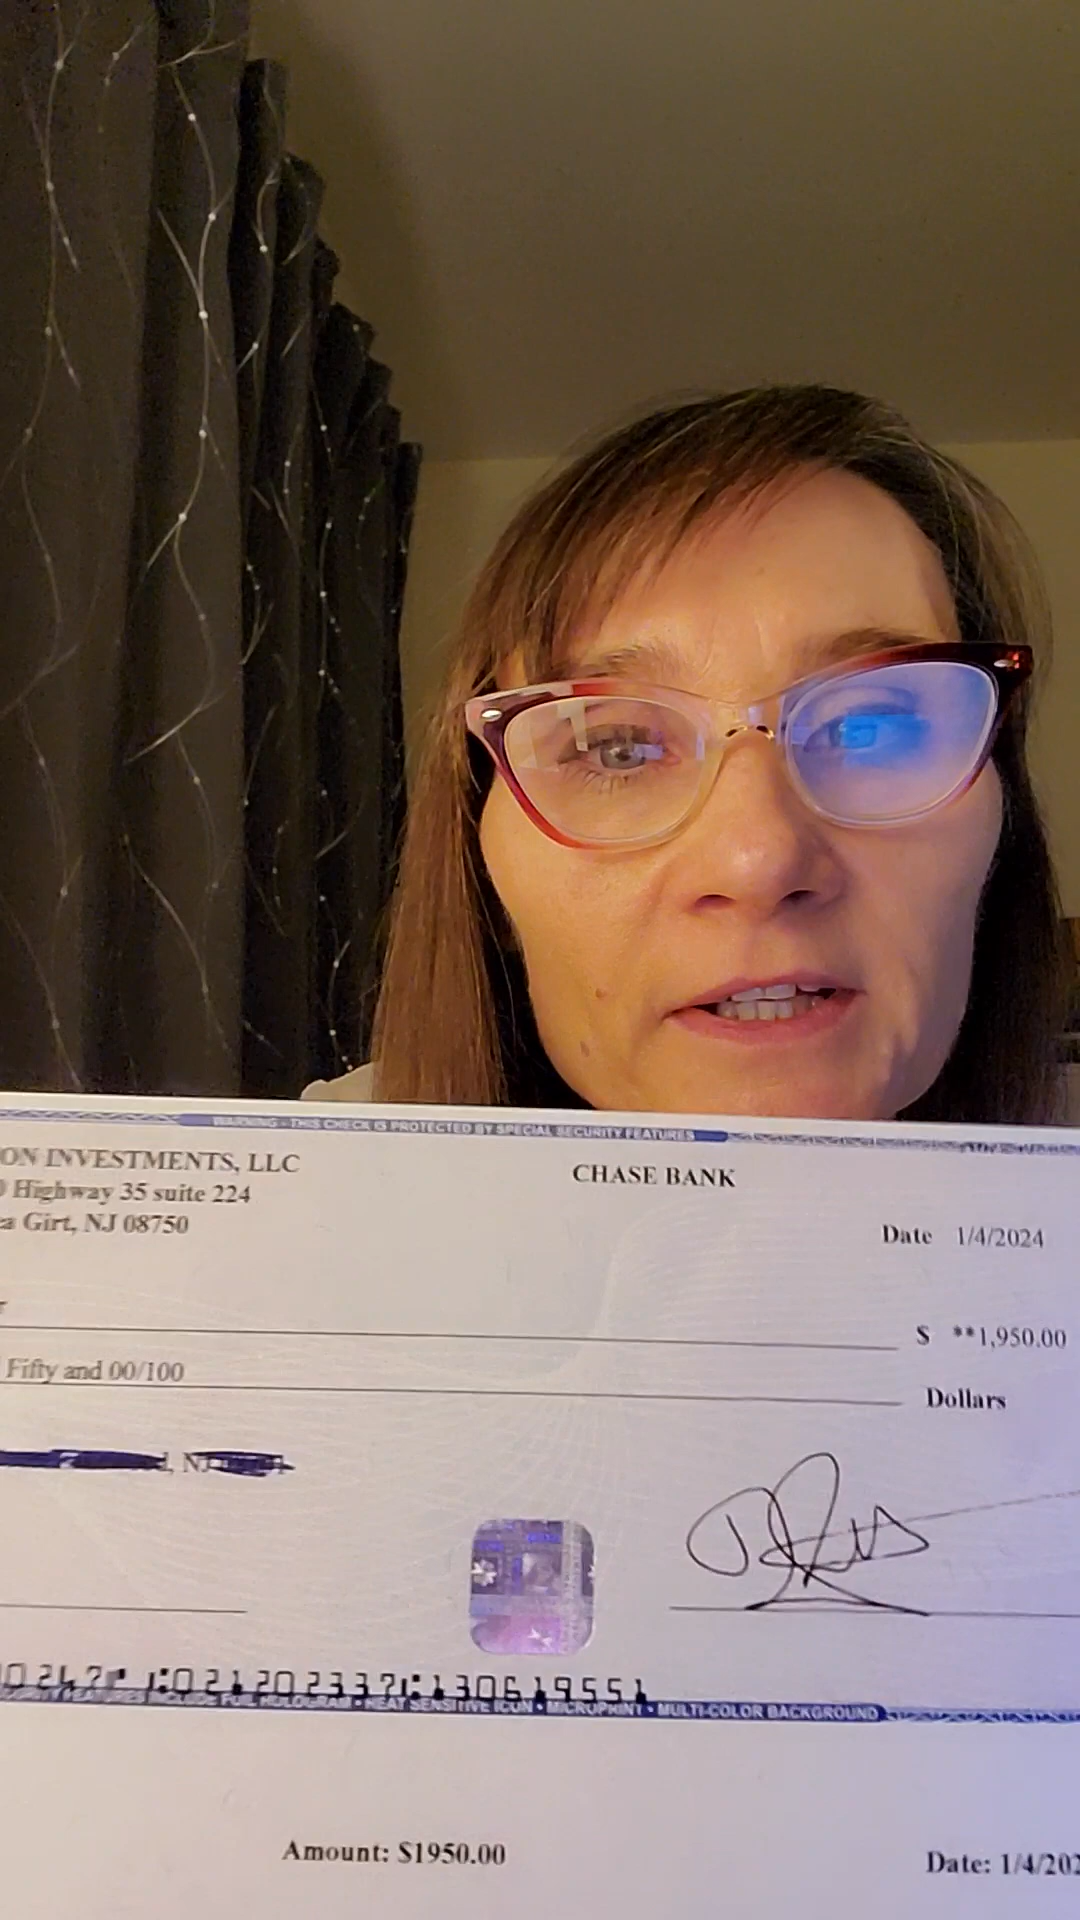 WARNING - THIS CHECK IS PROTECTED BY SPECIAL SECURITY FEATURES
ON INVESTMENTS, LLC
CHASE BANK
Highway 35 suite 224
Girt, NJ 08750
Date 1/4/2024
$ **1,950.00
Fifty and 00/100
Dollars
, NJ
FEATURES INCLUDE FOIL HOLOGRAM • HEAT SENSITIVE ICON • MICROPRINT • MULTI-COLOR BACKGROUND
Amount: $1950.00
Date: 1/4/202